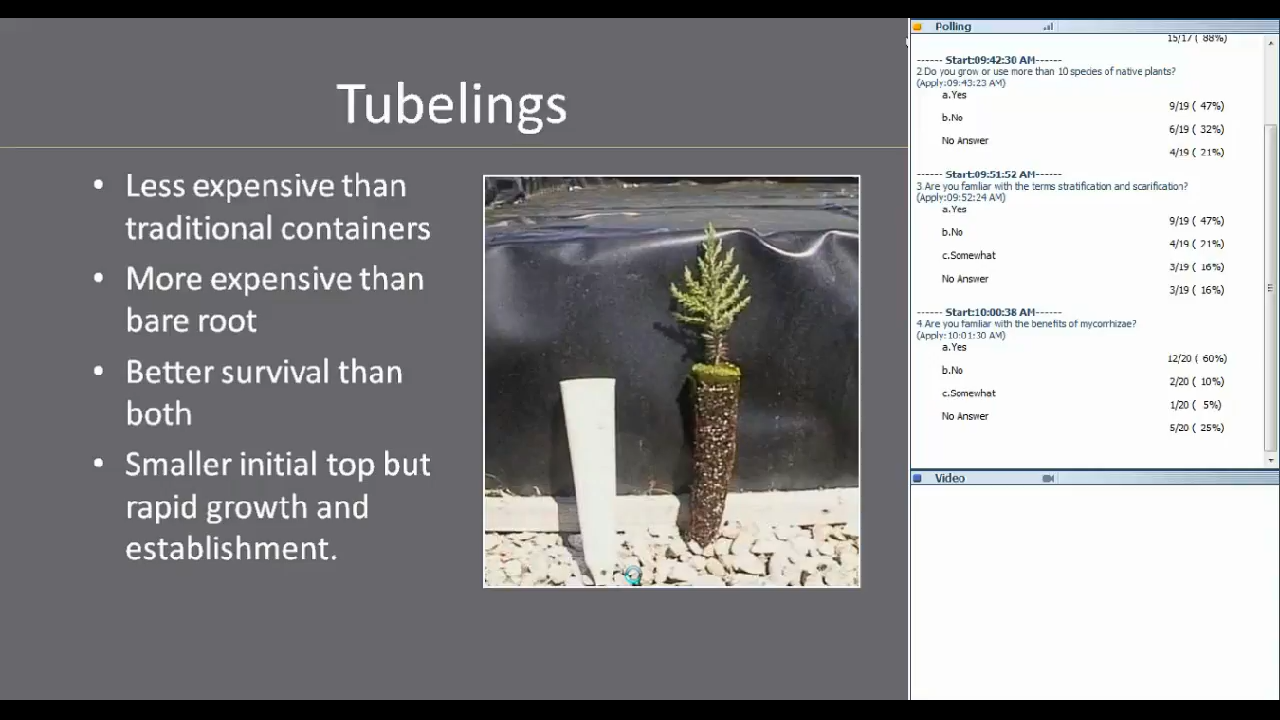 Tubelings
• Less expensive than
traditional containers
• More expensive than
bare root
• Better survival than
both
• Smaller initial top but
rapid growth and
establishment.
Polling
15/17 ( 88%)
------ Start:09:42:30 AM------
2.Do you grow or use more than 10 species of native plants?
(Apply:09:43:23 AM)
a.Yes
9/19 ( 47%)
b.No
6/19 ( 32%)
No Answer
4/19 ( 21%)
------ Start:09:51:52 AM------
3.Are you familiar with the terms stratification and scarification?
(Apply:09:52:24 AM)
a.Yes
9/19 ( 47%)
b.No
4/19 ( 21%)
c.Somewhat
3/19 ( 16%)
No Answer
3/19 ( 16%)
------ Start:10:00:38 AM------
4.Are you famliar with the benefits of mycorrhizae?
(Apply:10:01:30 AM)
a.Yes
12/20 ( 60%)
b.No
2/20 ( 10%)
c.Somewhat
1/20 ( 5%)
No Answer
5/20 ( 25%)
Video